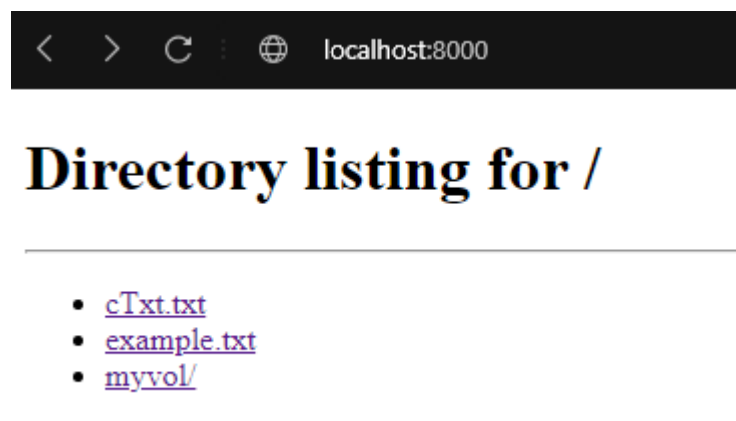 localhost:8000
Directory listing for /
cTxt.txt
example.txt
myvol/